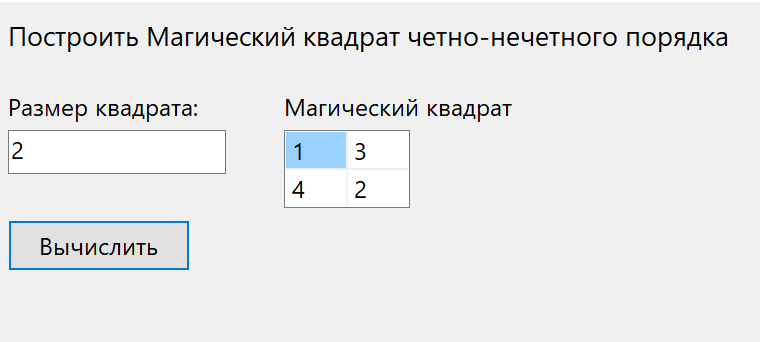 Построить Магический квадрат четно-нечетного порядка
Размер квадрата:
2
Вычислить
Магический квадрат
1 3
4 2